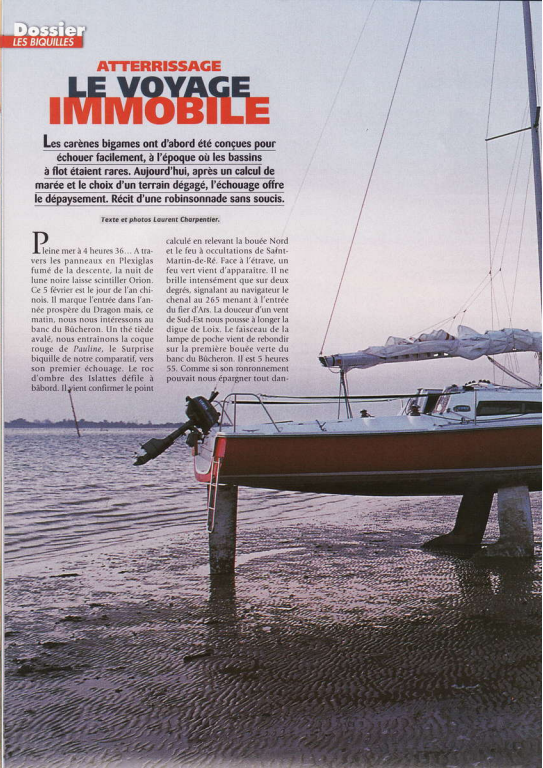 Dossier
LES BIQUILLES
ATTERRISSAGE
LE VOYAGE
IMMOBILE
Les carènes bigames ont d'abord été conçues pour
échouer facilement, à l'époque où les bassins
à flot étaient rares. Aujourd'hui, après un calcul de
marée et le choix d'un terrain dégagé, l'échouage offre
le dépaysement. Récit d'une robinsonnade sans soucis.
Texte et photos Laurent Charpentier.
Pleine mer à 4 heures 36... A tra-
vers les panneaux en Plexiglas
fumé de la descente, la nuit de
lune noire laisse scintiller Orion.
Ce 5 février est le jour de l'an chi-
nois. Il marque l'entrée dans l'an-
née prospère du Dragon mais, ce
matin, nous nous intéressons au
banc du Bûcheron. Un thé tiède
avalé, nous entraînons la coque
rouge de Pauline, le Surprise
biquille de notre comparatif, vers
son premier échouage. Le roc
d'ombre des Islattes défile à
bâbord. Il vient confirmer le point
calculé en relevant la bouée Nord
et le feu à occultations de Saint-
Martin-de-Ré. Face à l'étrave, un
feu vert vient d'apparaître. Il ne
brille intensément que sur deux
degrés, signalant au navigateur le
chenal au 265 menant à l'entrée
du fier d'Ars. La douceur d'un vent
de Sud-Est nous pousse à longer la
digue de Loix. Le faisceau de la
lampe de poche vient de rebondir
sur la première bouée verte du
banc du Bûcheron. Il est 5 heures
55. Comme si son ronronnement
pouvait nous épargner tout dan-